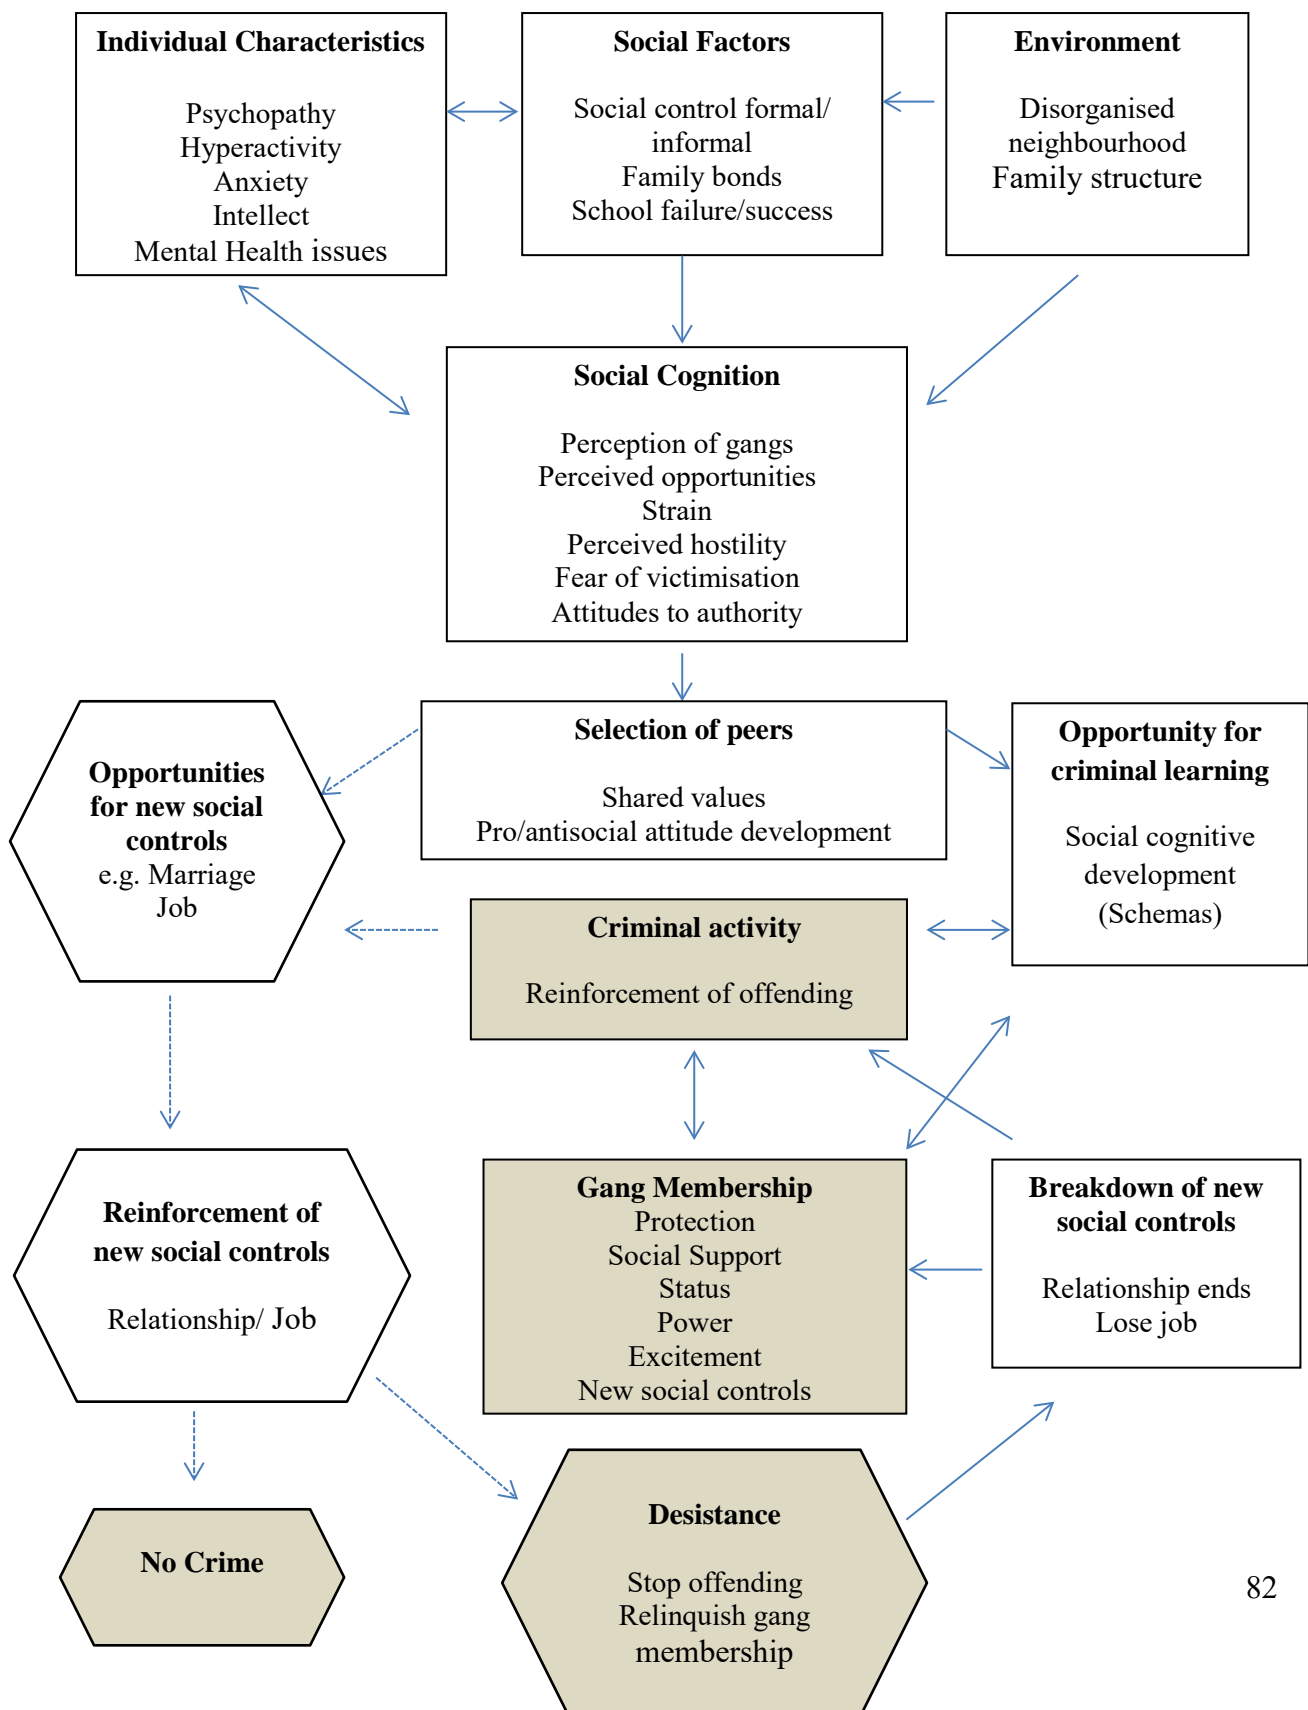 Individual Characteristics
Psychopathy
Hyperactivity
Anxiety
Intellect
Mental Health issues
Social Factors
Social control formal/
informal
Family bonds
School failure/success
Environment
Disorganised
neighbourhood
Family structure
Social Cognition
Perception of gangs
Perceived opportunities
Strain
Perceived hostility
Fear of victimisation
Attitudes to authority
Opportunities
for new social
controls
e.g. Marriage
Job
Selection of peers
Shared values
Pro/antisocial attitude development
Opportunity for
criminal learning
Social cognitive
development
(Schemas)
Criminal activity
Reinforcement of offending
Reinforcement of
new social controls
Relationship/ Job
Gang Membership
Protection
Social Support
Status
Power
Excitement
New social controls
Breakdown of new
social controls
Relationship ends
Lose job
No Crime
Desistance
Stop offending
Relinquish gang
membership
82